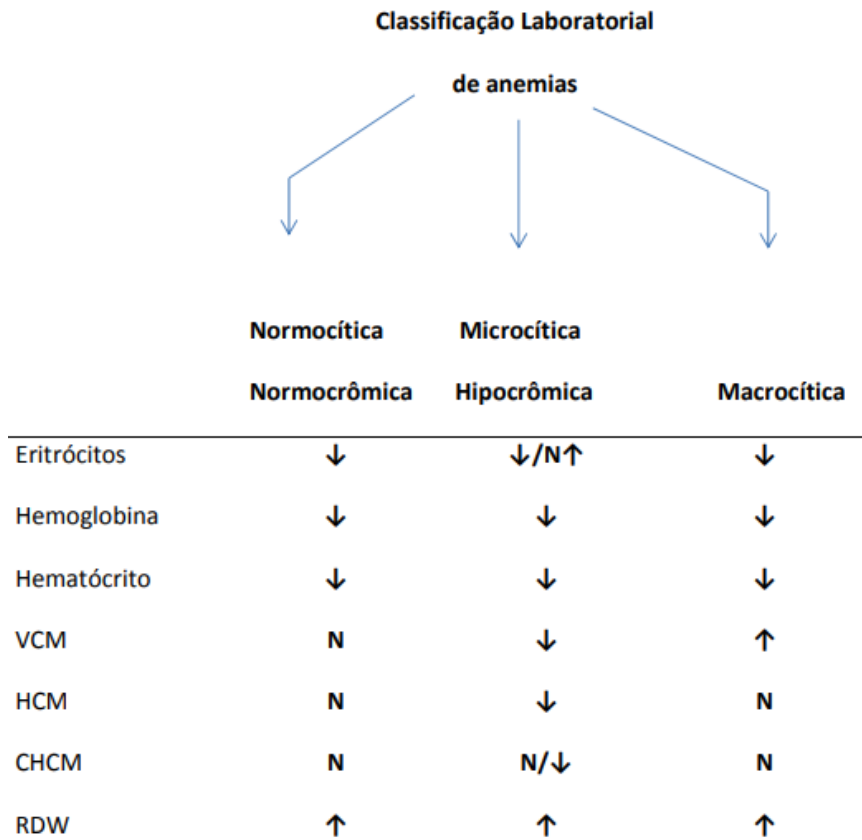 Classificação Laboratorial
de anemias
Normocítica Microcítica
Normocrômica Hipocrômica Macrocítica
Eritrócitos ↓ ↓/N↑ ↓
Hemoglobina ↓ ↓ ↓
Hematócrito ↓ ↓ ↓
VCM N ↓ ↑
HCM N ↓ N
CHCM N N/↓ N
RDW ↑ ↑ ↑